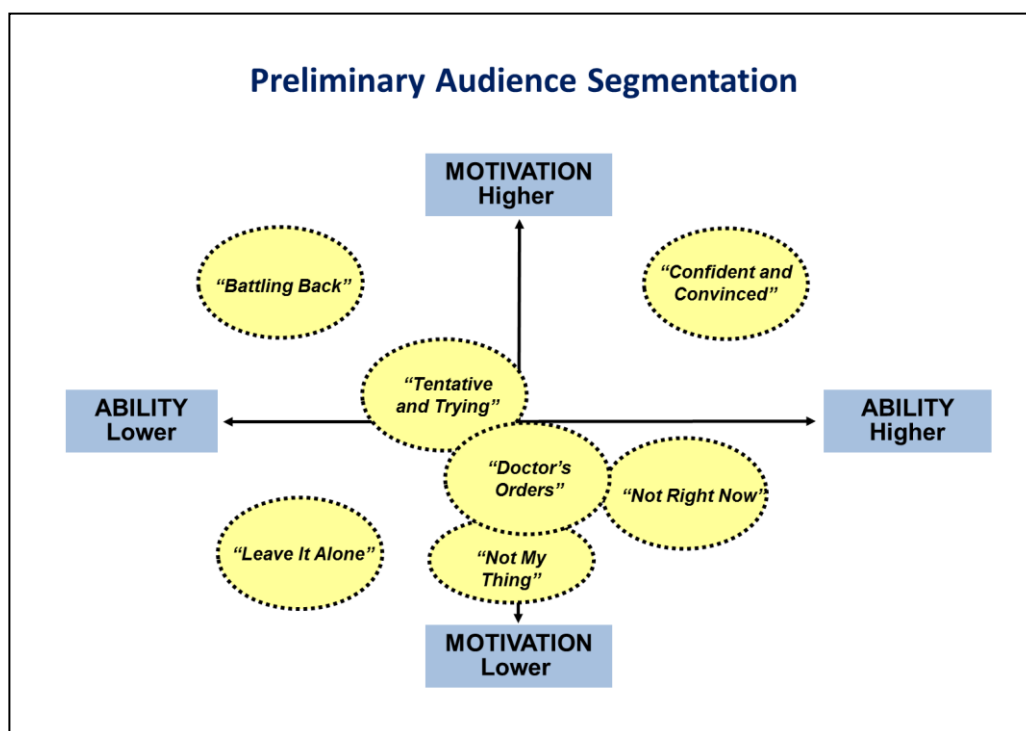 Preliminary Audience Segmentation
MOTIVATION
Higher
“Battling Back”
“Confident and
Convinced”
“Tentative
and Trying”
ABILITY
Lower
ABILITY
Higher
“Doctor’s
Orders”
“Not Right Now’
“Leave It Alone”
“Not My
Thing”
MOTIVATION
Lower